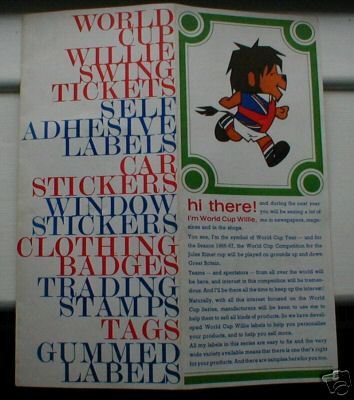 WORLD
CUP
WILLIE
SWING
TICKETS
SELF
ADHESIVE
LABELS
CAR
STICKERS
WINDOW
STICKERS
CLOTHING
BADGES
TRADING
STAMPS
TAGS
GUMMED
LABELS
hi there! and during the next year
I'm World Cup Willie, you will be seeing a lot of
me in newspapers, maga-
zines and in the shops.
You see, I'm the symbol of World Cup Year — and for
the Season 1966-67, the World Cup Competition for the
Jules Rimet cup will be played on grounds up and down
Great Britain.
Teams — and spectators — from all over the world will
be here, and interest in this competition will be tremen-
dous. And I'll be there all the time to keep up the interest!
Naturally, with all that interest focused on the World
Cup Series, manufacturers will be keen to use me to
help them to sell all kinds of products. So we have devel-
oped World Cup Willie labels to help you personalise
your products, and to help you sell more.
All my labels in this series are easy to fix and the very
wide variety available means that there is one that's right
for your products. And there are samples here for you too.